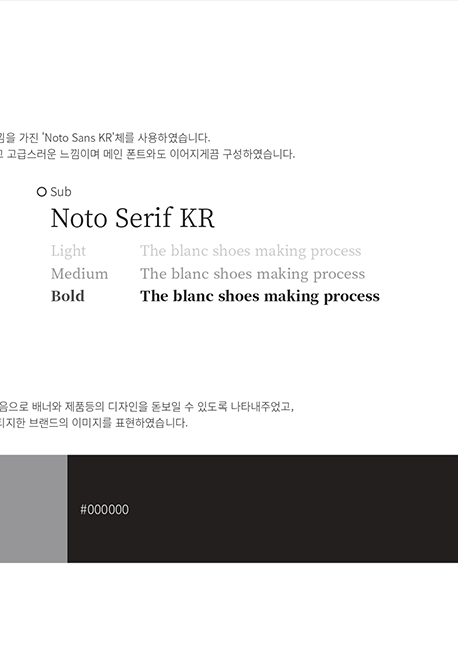 낌을 가진 'Noto Sans KR'체를 사용하였습니다.
고급스러운 느낌이며 메인 폰트와도 이어지게끔 구성하였습니다.
Sub
Noto Serif KR
Light The blanc shoes making process
Medium The blanc shoes making process
Bold The blanc shoes making process
음으로 배너와 제품등의 디자인을 돋보일 수 있도록 나타내주었고,
티지한 브랜드의 이미지를 표현하였습니다.
#000000